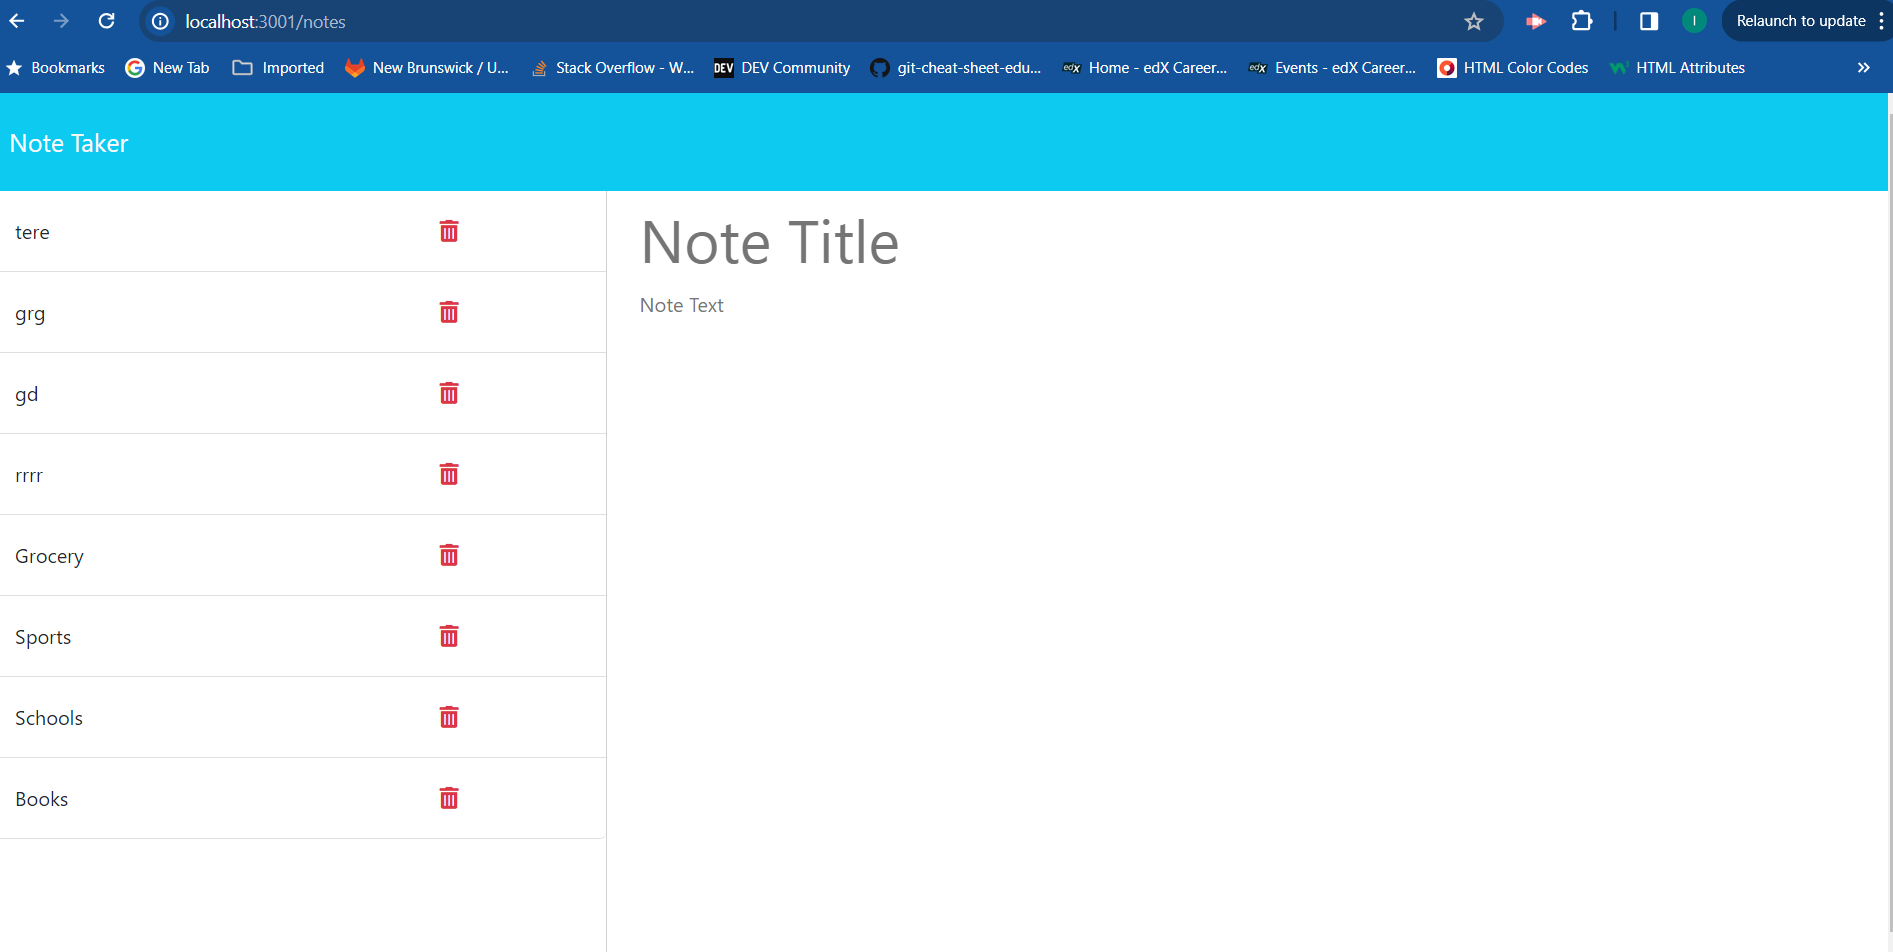 localhost:3001/notes
I
Relaunch to update
Bookmarks
New Tab
Imported
New Brunswick / U...
Stack Overflow - W...
DEV
DEV Community
git-cheat-sheet-edu...
edX
Home - edX Career...
edX
Events - edX Career...
HTML Color Codes
HTML Attributes
Note Taker
tere
grg
gd
rrrr
Grocery
Sports
Schools
Books
Note Title
Note Text